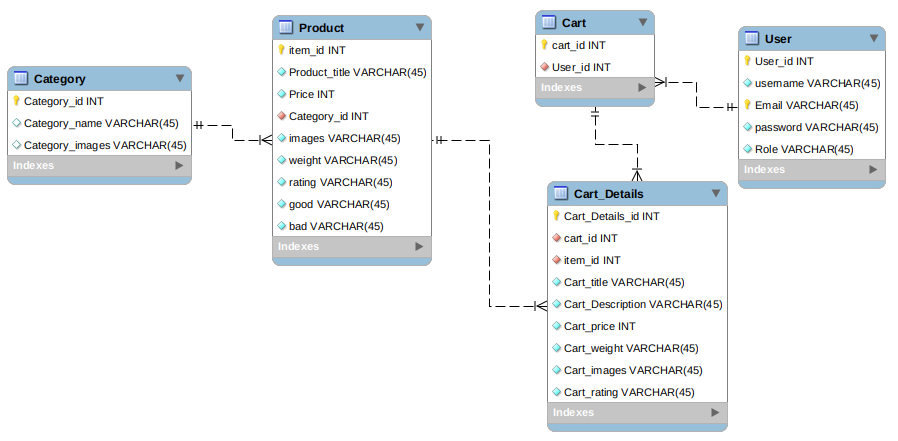 Category
Category_id INT
Category_name VARCHAR(45)
Category_images VARCHAR(45)
Indexes
Product
item_id INT
Product_title VARCHAR(45)
Price INT
Category_id INT
images VARCHAR(45)
weight VARCHAR(45)
rating VARCHAR(45)
good VARCHAR(45)
bad VARCHAR(45)
Indexes
Cart
cart_id INT
User_id INT
Indexes
User
User_id INT
username VARCHAR(45)
Email VARCHAR(45)
password VARCHAR(45)
Role VARCHAR(45)
Indexes
Cart_Details
Cart_Details_id INT
cart_id INT
item_id INT
Cart_title VARCHAR(45)
Cart_Description VARCHAR(45)
Cart_price INT
Cart_weight VARCHAR(45)
Cart_images VARCHAR(45)
Cart_rating VARCHAR(45)
Indexes